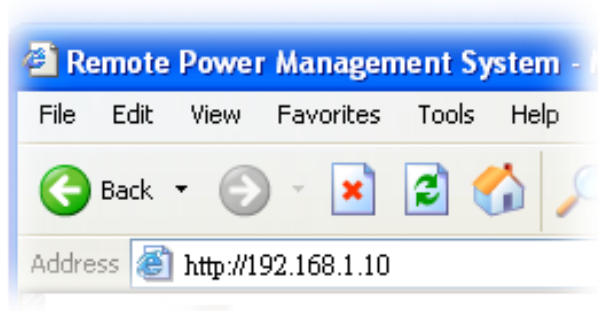 Remote Power Management System -
File Edit View Favorites Tools Help
Back
Address http://192.168.1.10